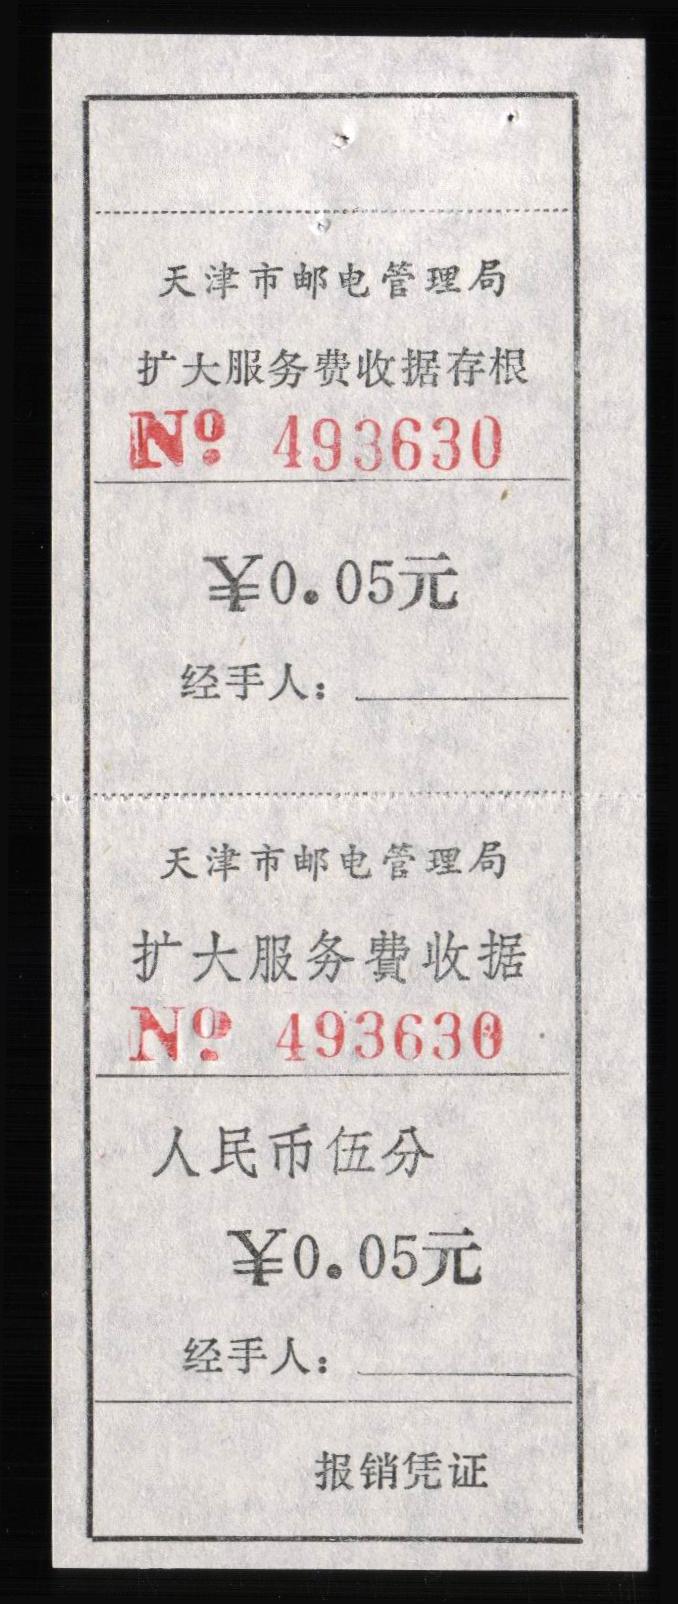 天津市邮电管理局
扩大服务费收据存根
№ 493630
¥0.05元
经手人：
天津市邮电管理局
扩大服务費收据
№ 493630
人民币伍分
¥0.05元
经手人：
报销凭证